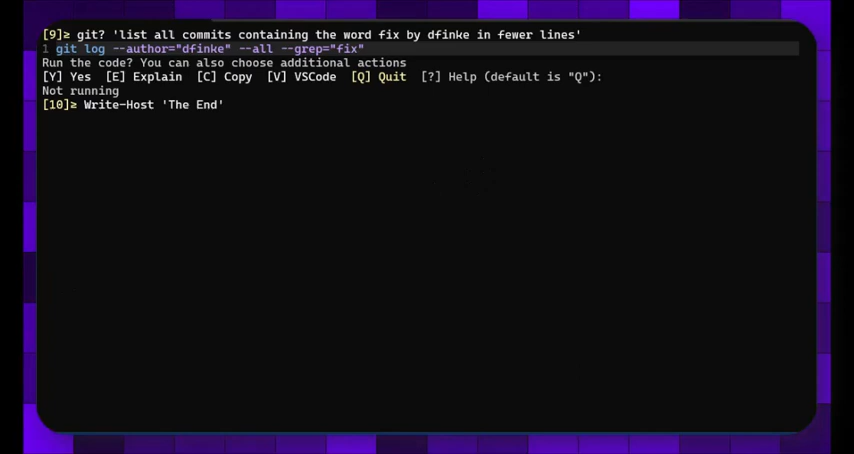 [9]≥ git? 'list all commits containing the word fix by dfinke in fewer lines'
1 git log --author="dfinke" --all --grep="fix"
Run the code? You can also choose additional actions
[Y] Yes  [E] Explain  [C] Copy  [V] VSCode  [Q] Quit  [?] Help (default is "Q"):
Not running
[10]≥ Write-Host 'The End'